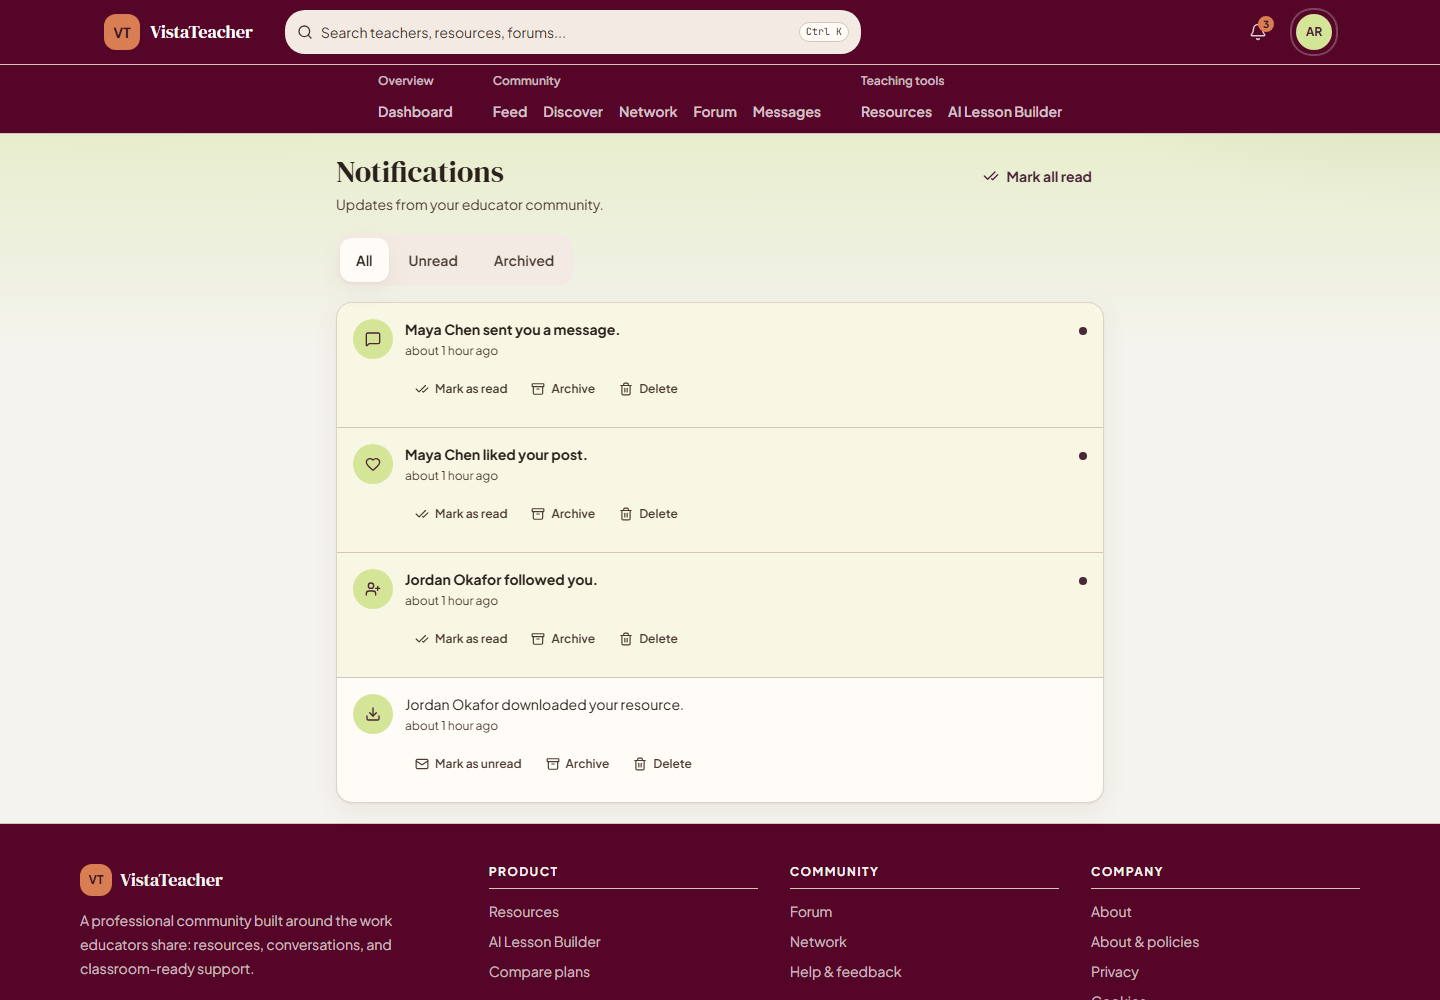 VT VistaTeacher
Search teachers, resources, forums...
Ctrl K
3
AR
Overview
Dashboard
Community
Feed Discover Network Forum Messages
Teaching tools
Resources AI Lesson Builder
Notifications
Mark all read
Updates from your educator community.
All Unread Archived
Maya Chen sent you a message.
about 1 hour ago
Mark as read Archive Delete
Maya Chen liked your post.
about 1 hour ago
Mark as read Archive Delete
Jordan Okafor followed you.
about 1 hour ago
Mark as read Archive Delete
Jordan Okafor downloaded your resource.
about 1 hour ago
Mark as unread Archive Delete
VT VistaTeacher
A professional community built around the work
educators share: resources, conversations, and
classroom-ready support.
PRODUCT
Resources
AI Lesson Builder
Compare plans
COMMUNITY
Forum
Network
Help & feedback
COMPANY
About
About & policies
Privacy
Cookies